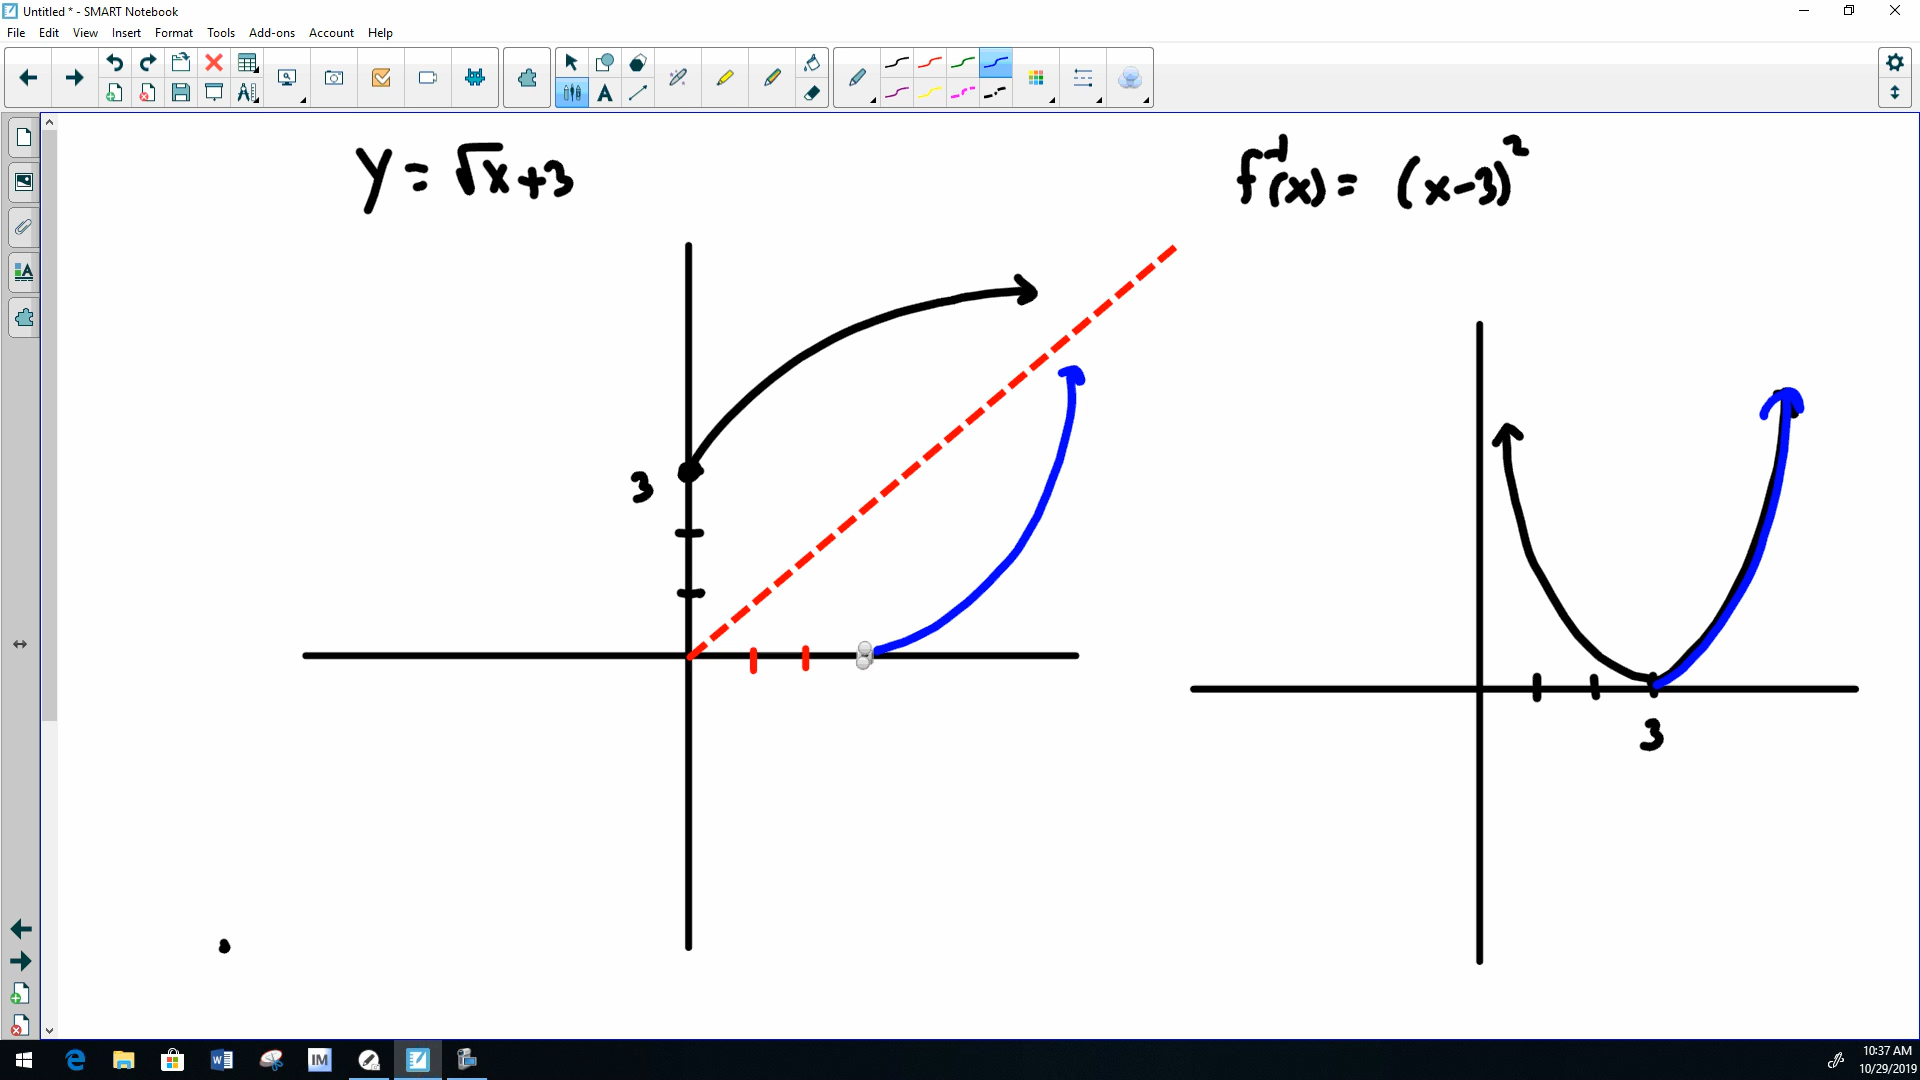 Untitled * - SMART Notebook
File Edit View Insert Format Tools Add-ons Account Help
y = √x+3
f⁻¹(x) = (x-3)²
3
3
10:37 AM
10/29/2019